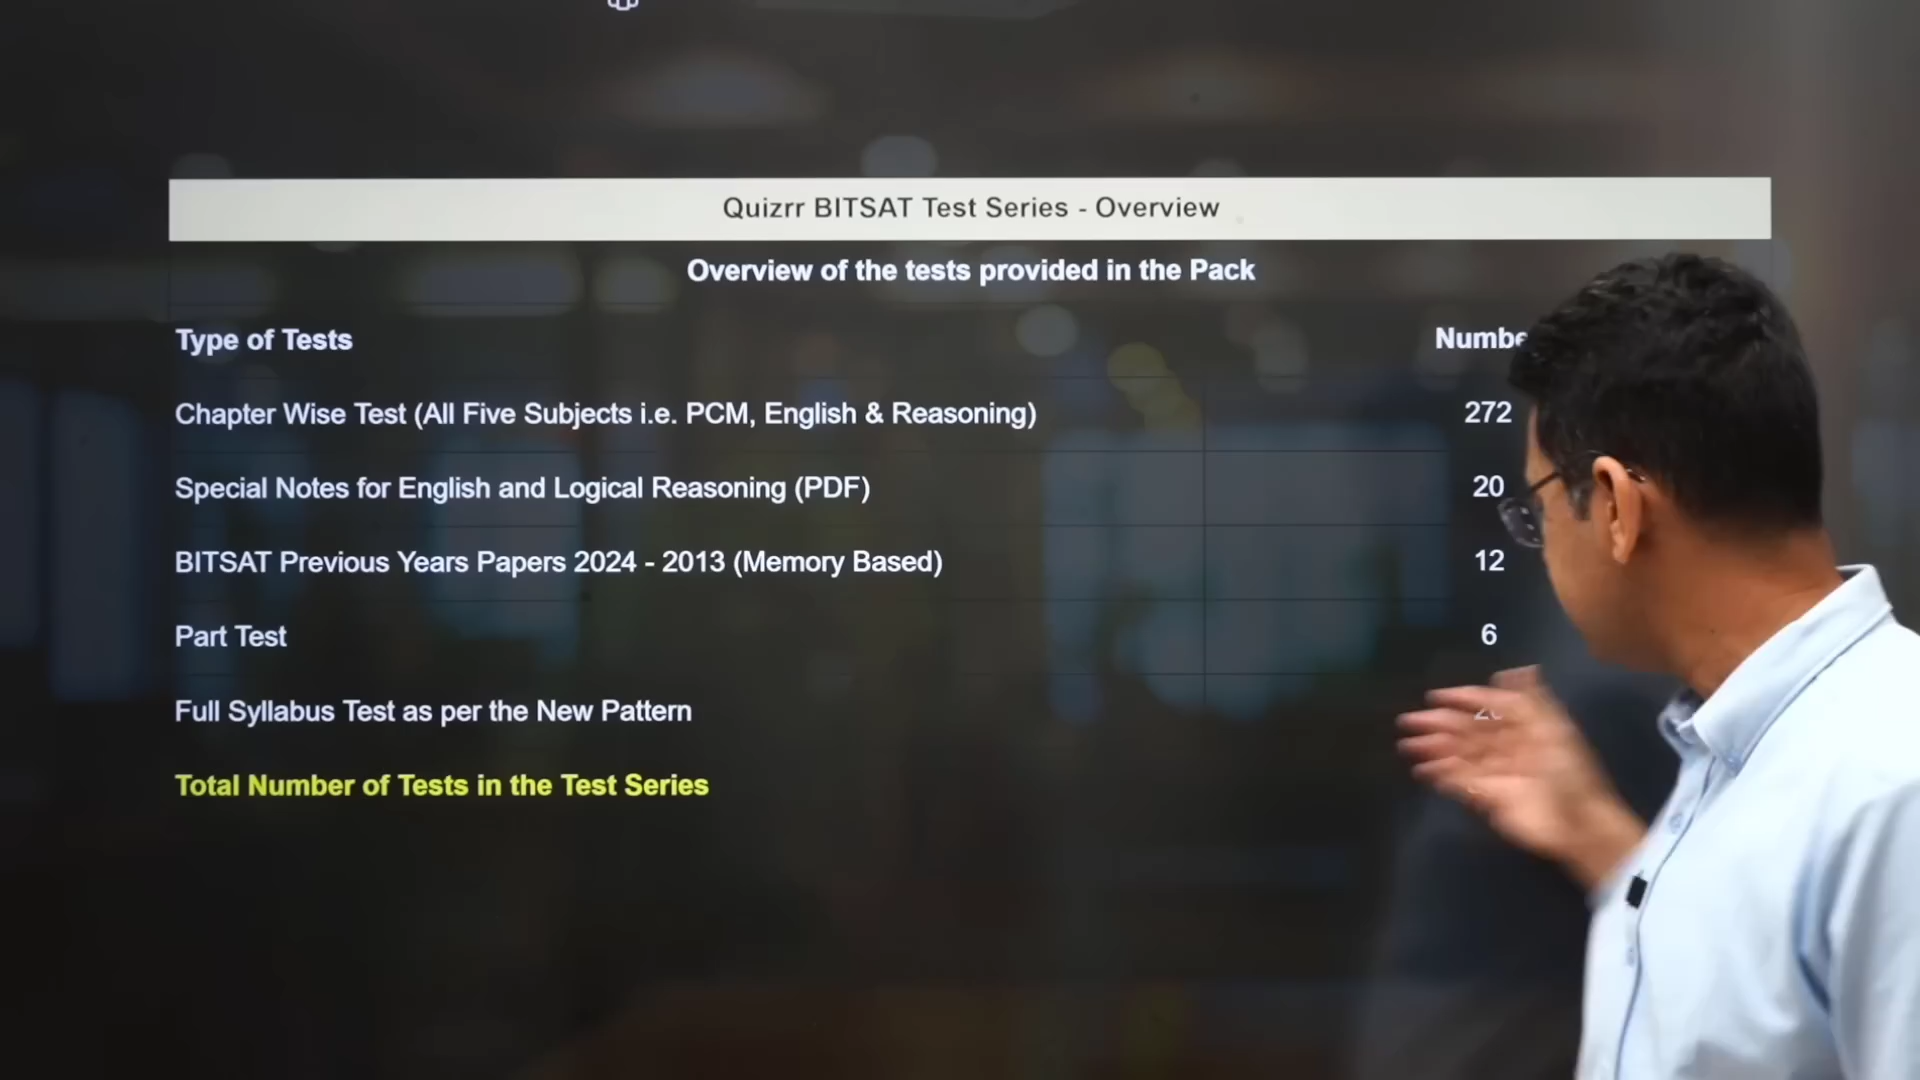 Quizrr BITSAT Test Series - Overview
Overview of the tests provided in the Pack
Type of Tests
Chapter Wise Test (All Five Subjects i.e. PCM, English & Reasoning) 272
Special Notes for English and Logical Reasoning (PDF) 20
BITSAT Previous Years Papers 2024 - 2013 (Memory Based) 12
Part Test 6
Full Syllabus Test as per the New Pattern
Total Number of Tests in the Test Series